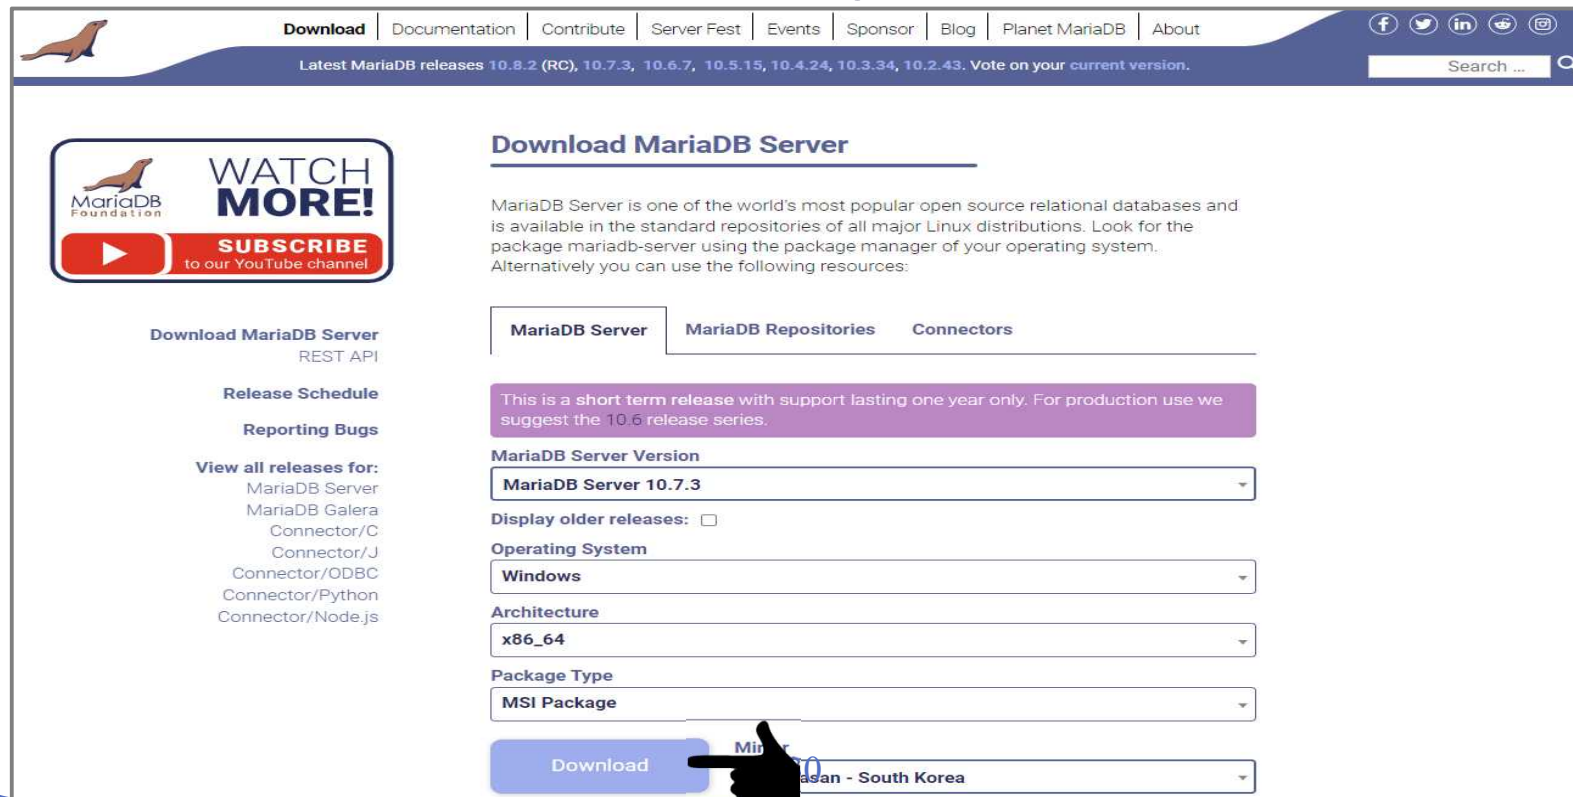 Download Documentation Contribute Server Fest Events Sponsor Blog Planet MariaDB About
Latest MariaDB releases 10.8.2 (RC), 10.7.3, 10.6.7, 10.5.15, 10.4.24, 10.3.34, 10.2.43. Vote on your current version.
Search ...
WATCH
MORE!
MariaDB
Foundation
SUBSCRIBE
to our YouTube channel
Download MariaDB Server
REST API
Release Schedule
Reporting Bugs
View all releases for:
MariaDB Server
MariaDB Galera
Connector/C
Connector/J
Connector/ODBC
Connector/Python
Connector/Node.js
Download MariaDB Server
MariaDB Server is one of the world's most popular open source relational databases and
is available in the standard repositories of all major Linux distributions. Look for the
package mariadb-server using the package manager of your operating system.
Alternatively you can use the following resources:
MariaDB Server MariaDB Repositories Connectors
This is a short term release with support lasting one year only. For production use we
suggest the 10.6 release series.
MariaDB Server Version
MariaDB Server 10.7.3
Display older releases:
Operating System
Windows
Architecture
x86_64
Package Type
MSI Package
Download
- South Korea